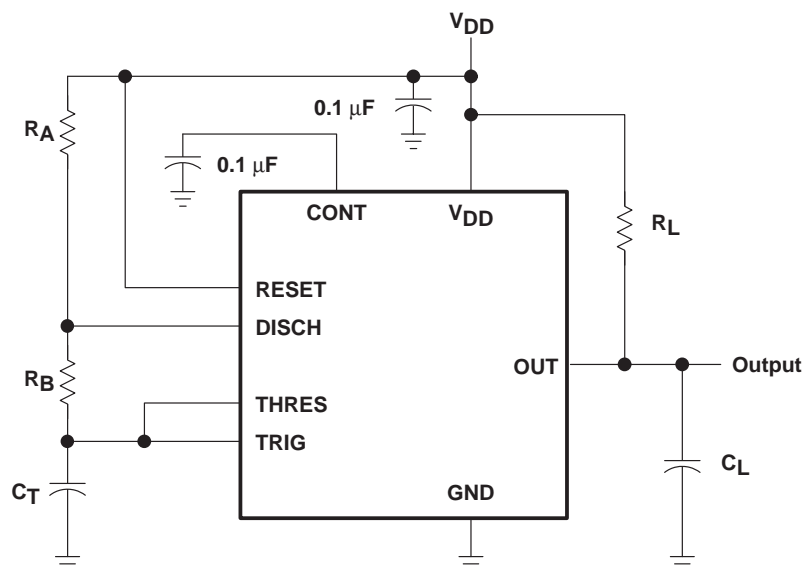 VDD
0.1 μF
RA
0.1 μF
CONT
VDD
RL
RESET
DISCH
RB
OUT
Output
THRES
TRIG
CT
CL
GND